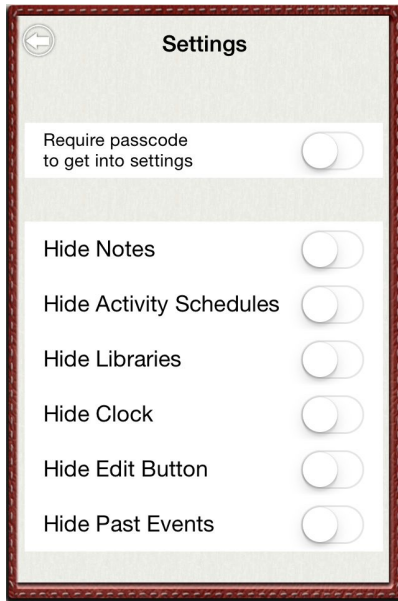 Settings
Require passcode
to get into settings
Hide Notes
Hide Activity Schedules
Hide Libraries
Hide Clock
Hide Edit Button
Hide Past Events